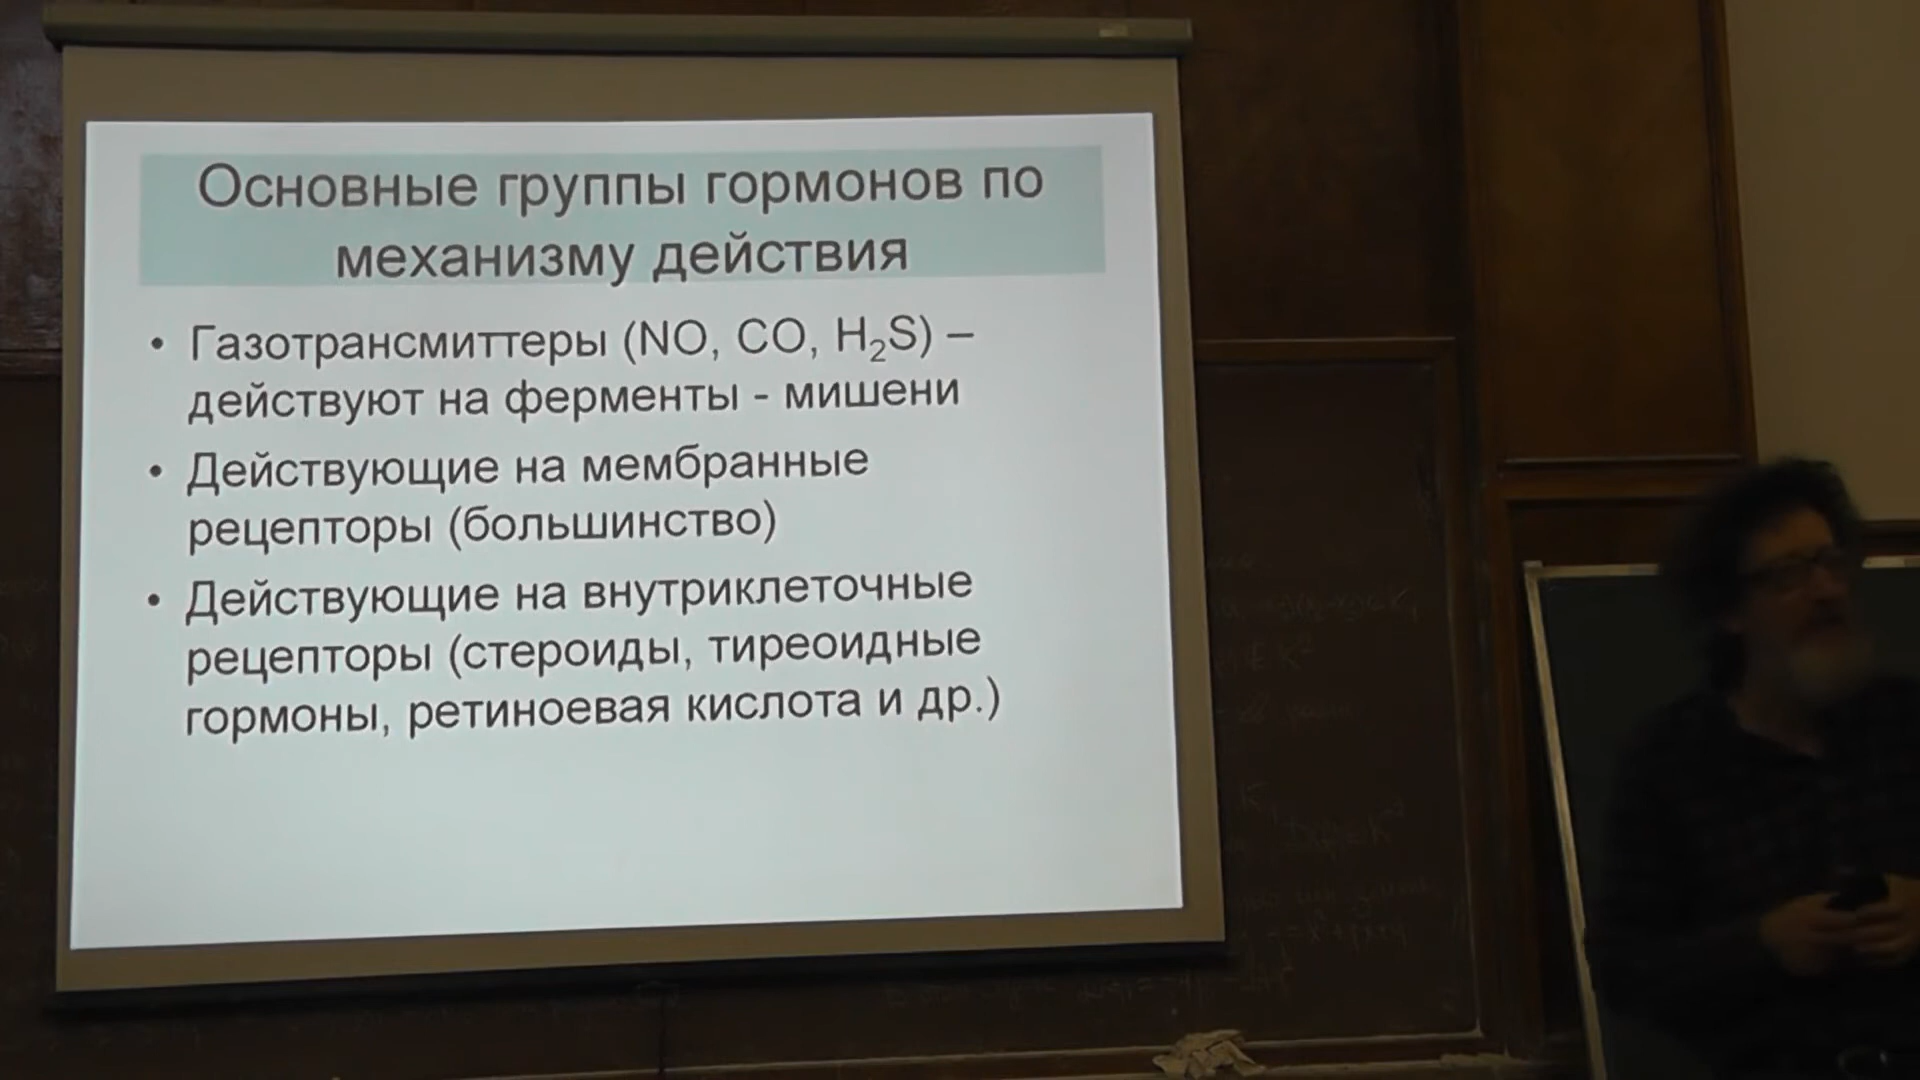 Основные группы гормонов по
механизму действия
• Газотрансмиттеры (NO, CO, H₂S) –
действуют на ферменты - мишени
• Действующие на мембранные
рецепторы (большинство)
• Действующие на внутриклеточные
рецепторы (стероиды, тиреоидные
гормоны, ретиноевая кислота и др.)